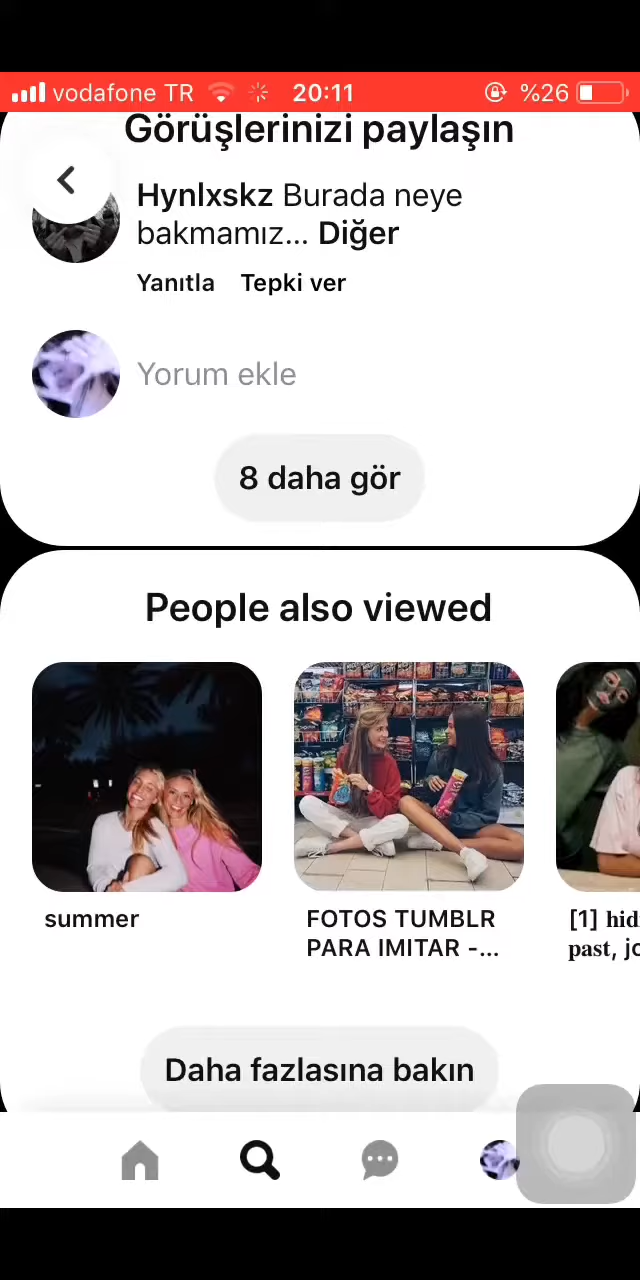 vodafone TR 20:11 %26
Görüşlerinizi paylaşın
Hynlxskz Burada neye
bakmamız... Diğer
Yanıtla Tepki ver
Yorum ekle
8 daha gör
People also viewed
summer
FOTOS TUMBLR
PARA IMITAR -...
[1] 𝐡𝐢𝐝
𝐩𝐚𝐬𝐭, jo
Daha fazlasına bakın